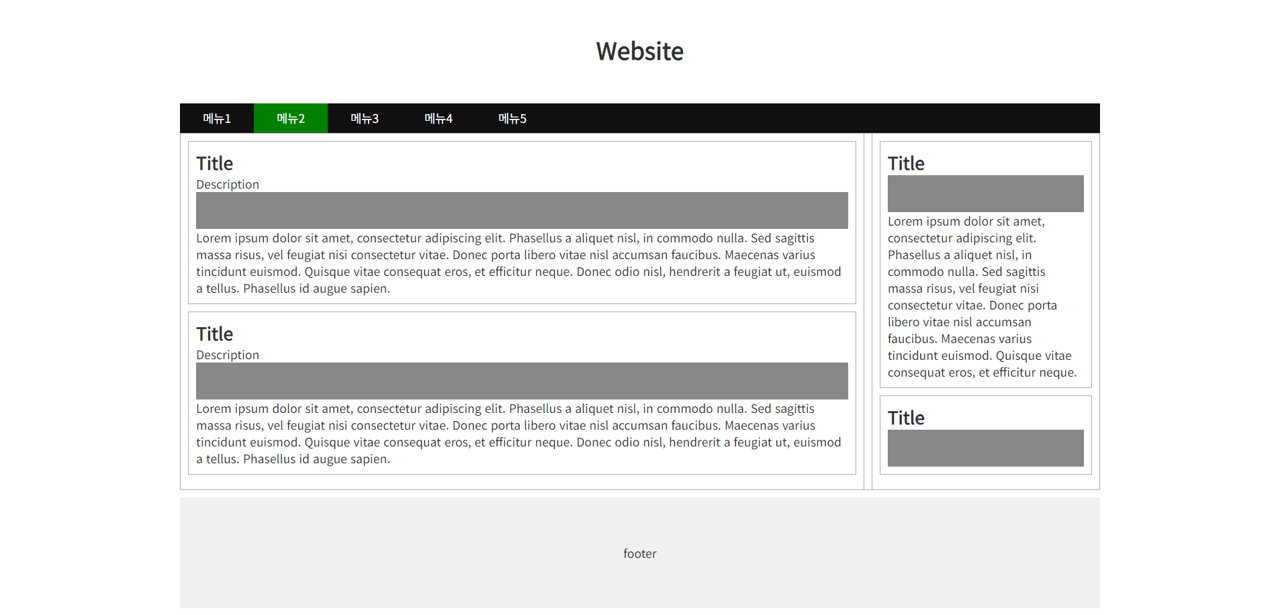 Website
메뉴1 메뉴2 메뉴3 메뉴4 메뉴5
Title
Description
Lorem ipsum dolor sit amet, consectetur adipiscing elit. Phasellus a aliquet nisl, in commodo nulla. Sed sagittis
massa risus, vel feugiat nisi consectetur vitae. Donec porta libero vitae nisl accumsan faucibus. Maecenas varius
tincidunt euismod. Quisque vitae consequat eros, et efficitur neque. Donec odio nisl, hendrerit a feugiat ut, euismod
a tellus. Phasellus id augue sapien.
Title
Description
Lorem ipsum dolor sit amet, consectetur adipiscing elit. Phasellus a aliquet nisl, in commodo nulla. Sed sagittis
massa risus, vel feugiat nisi consectetur vitae. Donec porta libero vitae nisl accumsan faucibus. Maecenas varius
tincidunt euismod. Quisque vitae consequat eros, et efficitur neque. Donec odio nisl, hendrerit a feugiat ut, euismod
a tellus. Phasellus id augue sapien.
Title
Lorem ipsum dolor sit amet,
consectetur adipiscing elit.
Phasellus a aliquet nisl, in
commodo nulla. Sed sagittis
massa risus, vel feugiat nisi
consectetur vitae. Donec porta
libero vitae nisl accumsan
faucibus. Maecenas varius
tincidunt euismod. Quisque vitae
consequat eros, et efficitur neque.
Title
footer